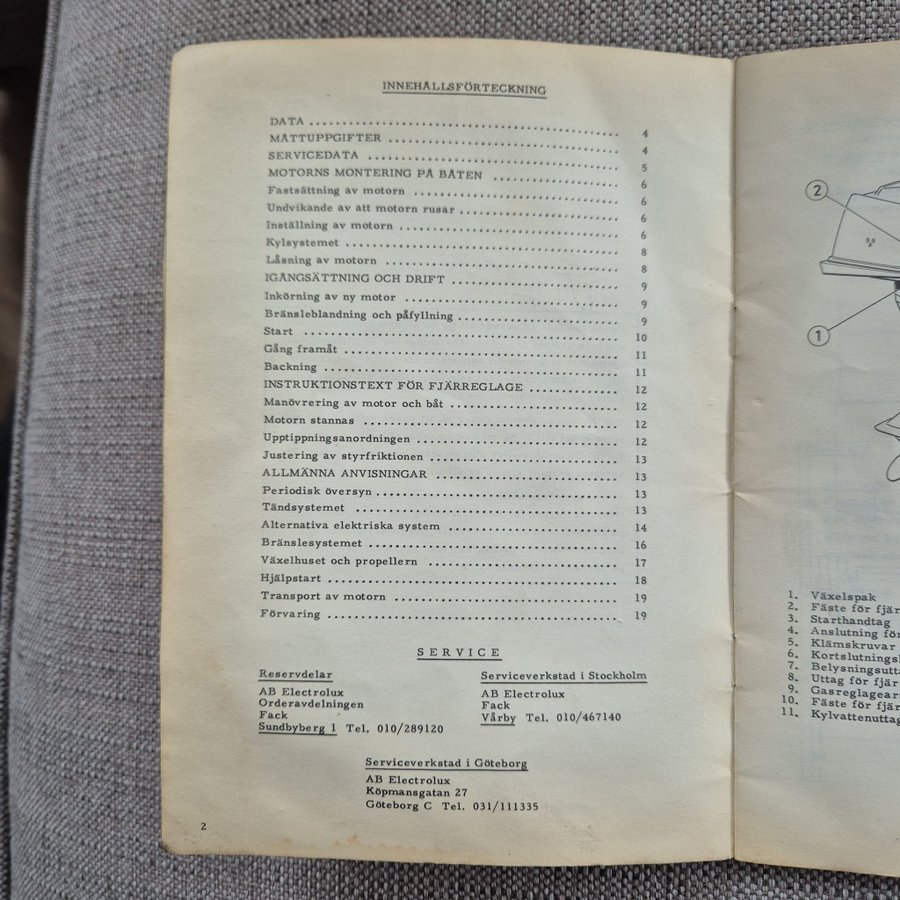 INNEHÅLLSFÖRTECKNING
DATA ........ 4
MÅTTUPPGIFTER ........ 4
SERVICEDATA ........ 5
MOTORNS MONTERING PÅ BÅTEN ........ 6
Fastsättning av motorn ........ 6
Undvikande av att motorn rusar ........ 6
Inställning av motorn ........ 6
Kylsystemet ........ 8
Låsning av motorn ........ 8
IGÅNGSÄTTNING OCH DRIFT ........ 9
Inkörning av ny motor ........ 9
Bränsleblandning och påfyllning ........ 9
Start ........ 10
Gång framåt ........ 11
Backning ........ 11
INSTRUKTIONSTEXT FÖR FJÄRREGLAGE ........ 12
Manövrering av motor och båt ........ 12
Motorn stannas ........ 12
Upptippningsanordningen ........ 12
Justering av styrfriktionen ........ 13
ALLMÄNNA ANVISNINGAR ........ 13
Periodisk översyn ........ 13
Tändsystemet ........ 13
Alternativa elektriska system ........ 14
Bränslesystemet ........ 16
Växelhuset och propellern ........ 17
Hjälpstart ........ 18
Transport av motorn ........ 19
Förvaring ........ 19
SERVICE
Reservdelar
AB Electrolux
Orderavdelningen
Fack
Sundbyberg 1 Tel. 010/289120
Serviceverkstad i Stockholm
AB Electrolux
Fack
Vårby Tel. 010/467140
Serviceverkstad i Göteborg
AB Electrolux
Köpmansgatan 27
Göteborg C Tel. 031/111335
2
2
1
1. Växelspak
2. Fäste för fjär
3. Starthandtag
4. Anslutning för
5. Klämskruvar
6. Kortslutnings
7. Belysningsutta
8. Uttag för fjär
9. Gasreglagear
10. Fäste för fjär
11. Kylvattenuttag